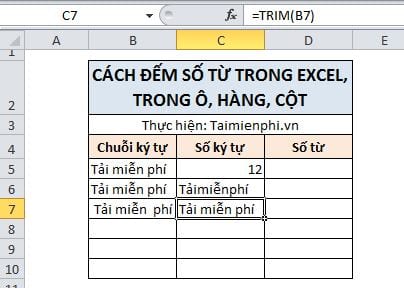 C7 fx =TRIM(B7)
A B C D E
1
2 CÁCH ĐẾM SỐ TỪ TRONG EXCEL,
TRONG Ô, HÀNG, CỘT
3 Thực hiện: Taimienphi.vn
4 Chuỗi ký tự Số ký tự Số từ
5 Tải miễn phí 12
6 Tải miễn phí Tảimiễnphí
7 Tải miễn  phí Tải miễn phí
8
9
10